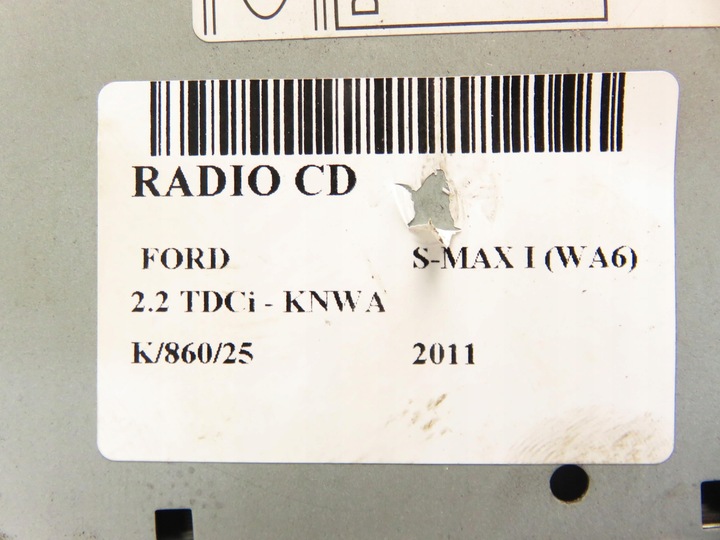 RADIO CD
FORD S-MAX I (WA6)
2.2 TDCi - KNWA
K/860/25 2011